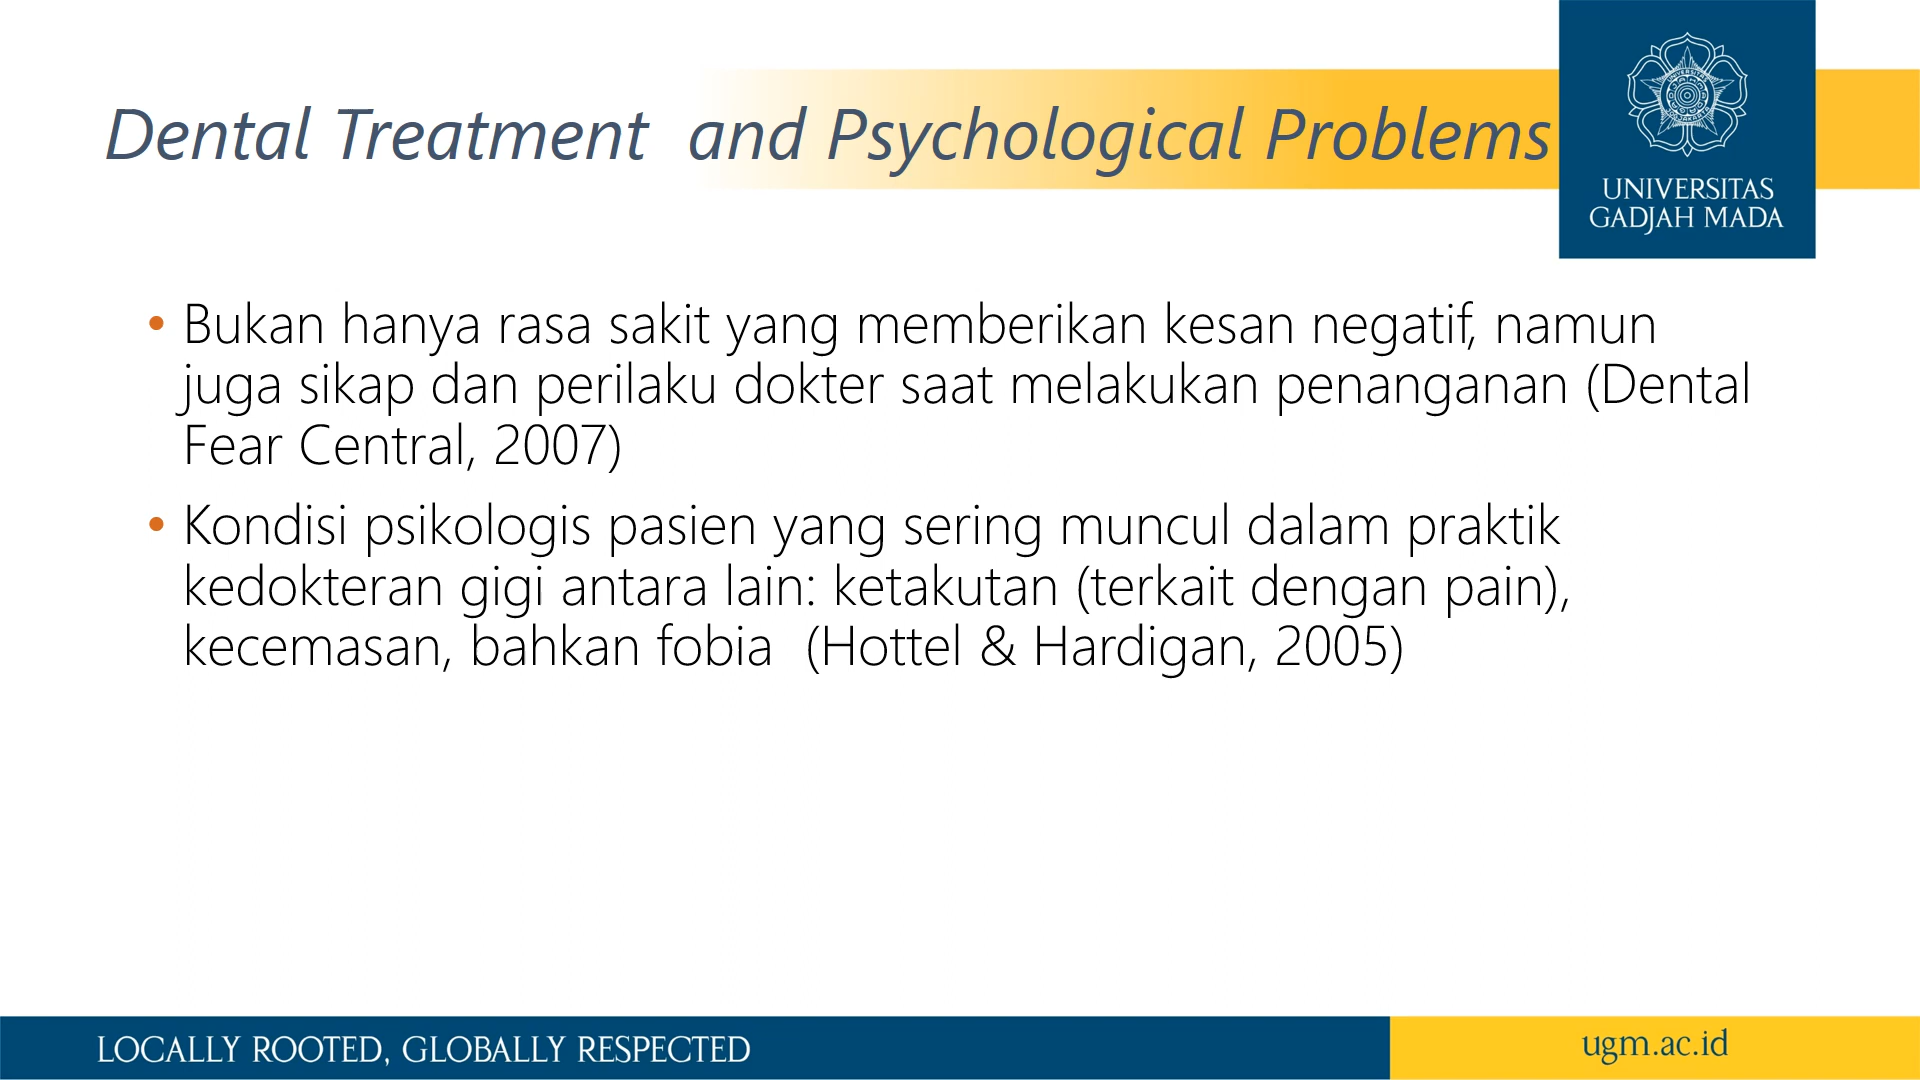 Dental Treatment  and Psychological Problems
UNIVERSITAS
GADJAH MADA
• Bukan hanya rasa sakit yang memberikan kesan negatif, namun
juga sikap dan perilaku dokter saat melakukan penanganan (Dental
Fear Central, 2007)
• Kondisi psikologis pasien yang sering muncul dalam praktik
kedokteran gigi antara lain: ketakutan (terkait dengan pain),
kecemasan, bahkan fobia  (Hottel & Hardigan, 2005)
LOCALLY ROOTED, GLOBALLY RESPECTED
ugm.ac.id